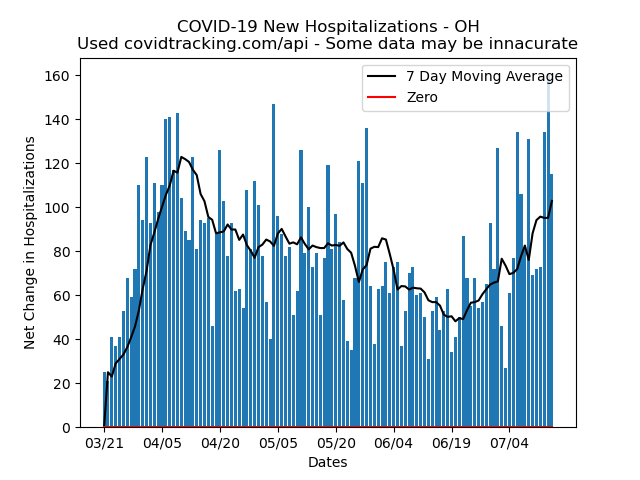 COVID-19 New Hospitalizations - OH
Used covidtracking.com/api - Some data may be innacurate
7 Day Moving Average
Zero
Net Change in Hospitalizations
160
140
120
100
80
60
40
20
0
03/21 04/05 04/20 05/05 05/20 06/04 06/19 07/04
Dates